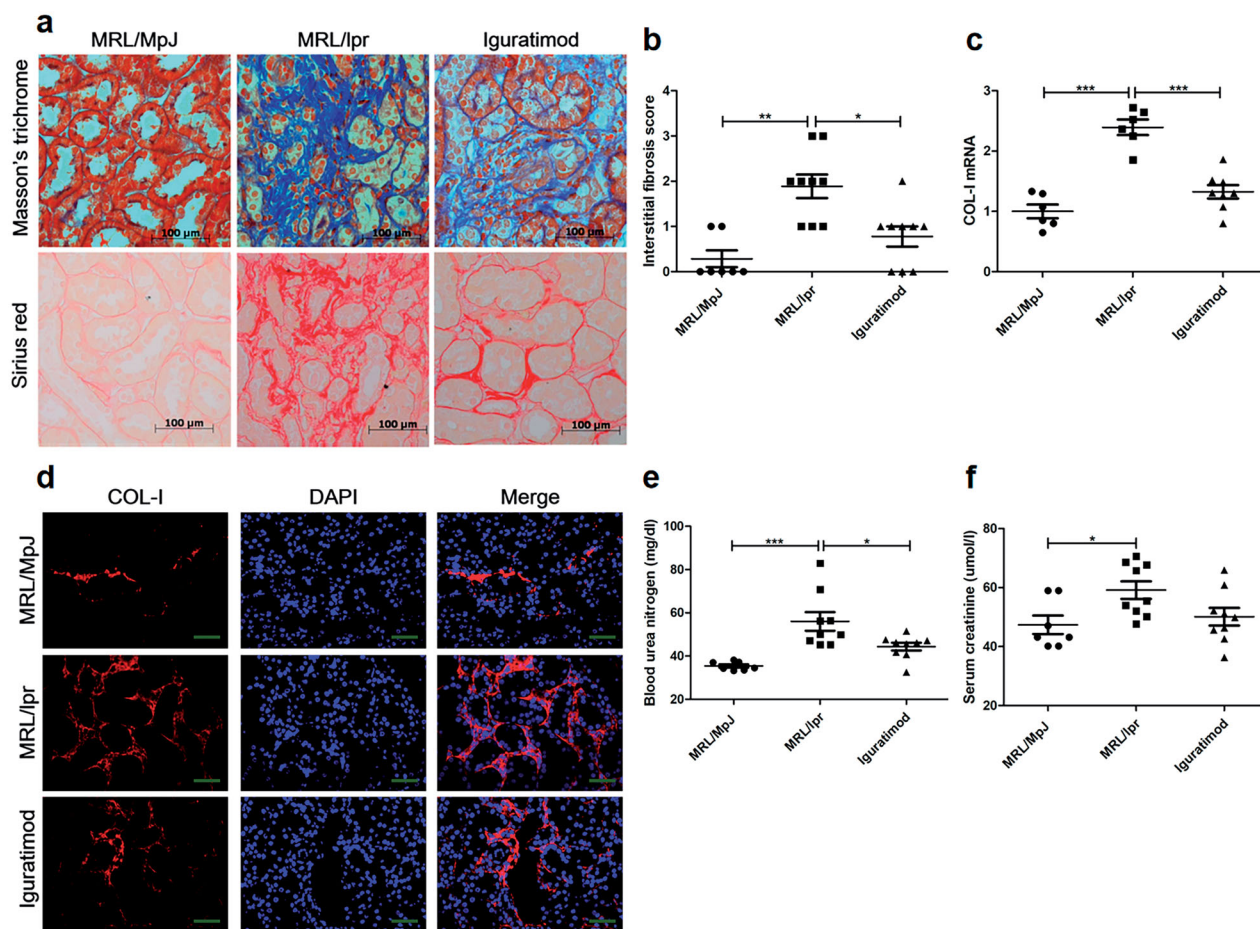 a
MRL/MpJ MRL/lpr Iguratimod
Masson's trichrome
100 µm 100 µm 100 µm
Sirius red
100 µm 100 µm 100 µm
b
Interstitial fibrosis score
4
3
2
1
0
** *
MRL/MpJ MRL/lpr Iguratimod
c
COL-I mRNA
3
2
1
0
*** ***
MRL/MpJ MRL/lpr Iguratimod
d
COL-I DAPI Merge
MRL/MpJ
MRL/lpr
Iguratimod
e
Blood urea nitrogen (mg/dl)
100
80
60
40
20
*** *
MRL/MpJ MRL/lpr Iguratimod
f
Serum creatinine (umol/l)
80
60
40
20
*
MRL/MpJ MRL/lpr Iguratimod